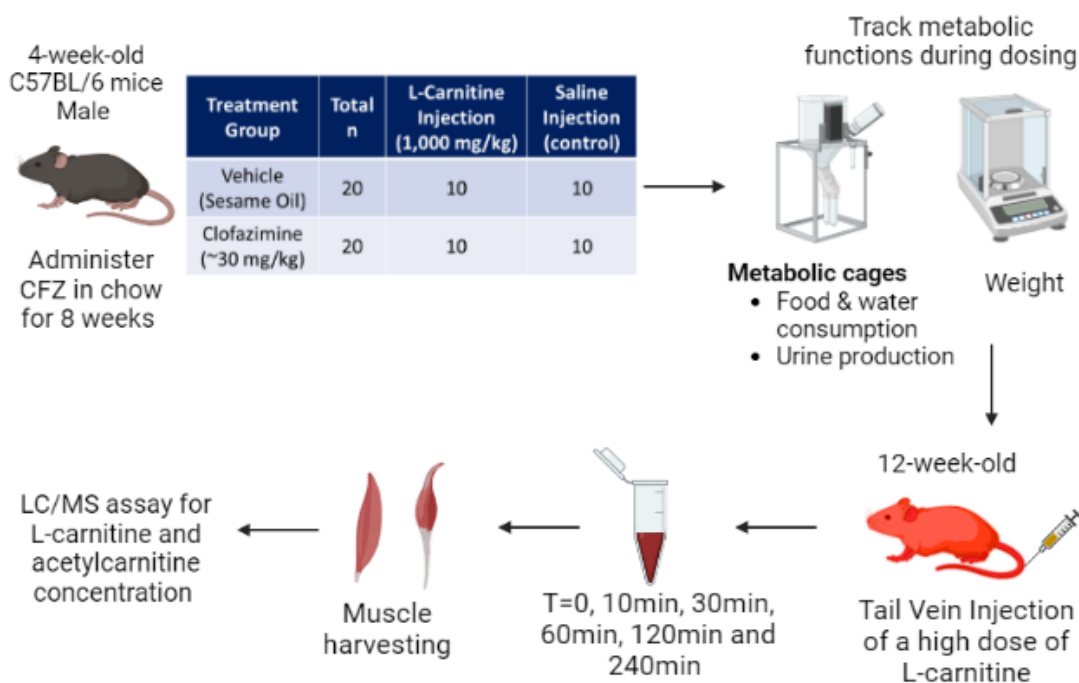 4-week-old
C57BL/6 mice
Male
Administer
CFZ in chow
for 8 weeks
Treatment
Group
Total
n
L-Carnitine
Injection
(1,000 mg/kg)
Saline
Injection
(control)
Vehicle
(Sesame Oil)
20
10
10
Clofazimine
(~30 mg/kg)
20
10
10
Track metabolic
functions during dosing
Metabolic cages
• Food & water
consumption
• Urine production
Weight
12-week-old
Tail Vein Injection
of a high dose of
L-carnitine
T=0, 10min, 30min,
60min, 120min and
240min
Muscle
harvesting
LC/MS assay for
L-carnitine and
acetylcarnitine
concentration